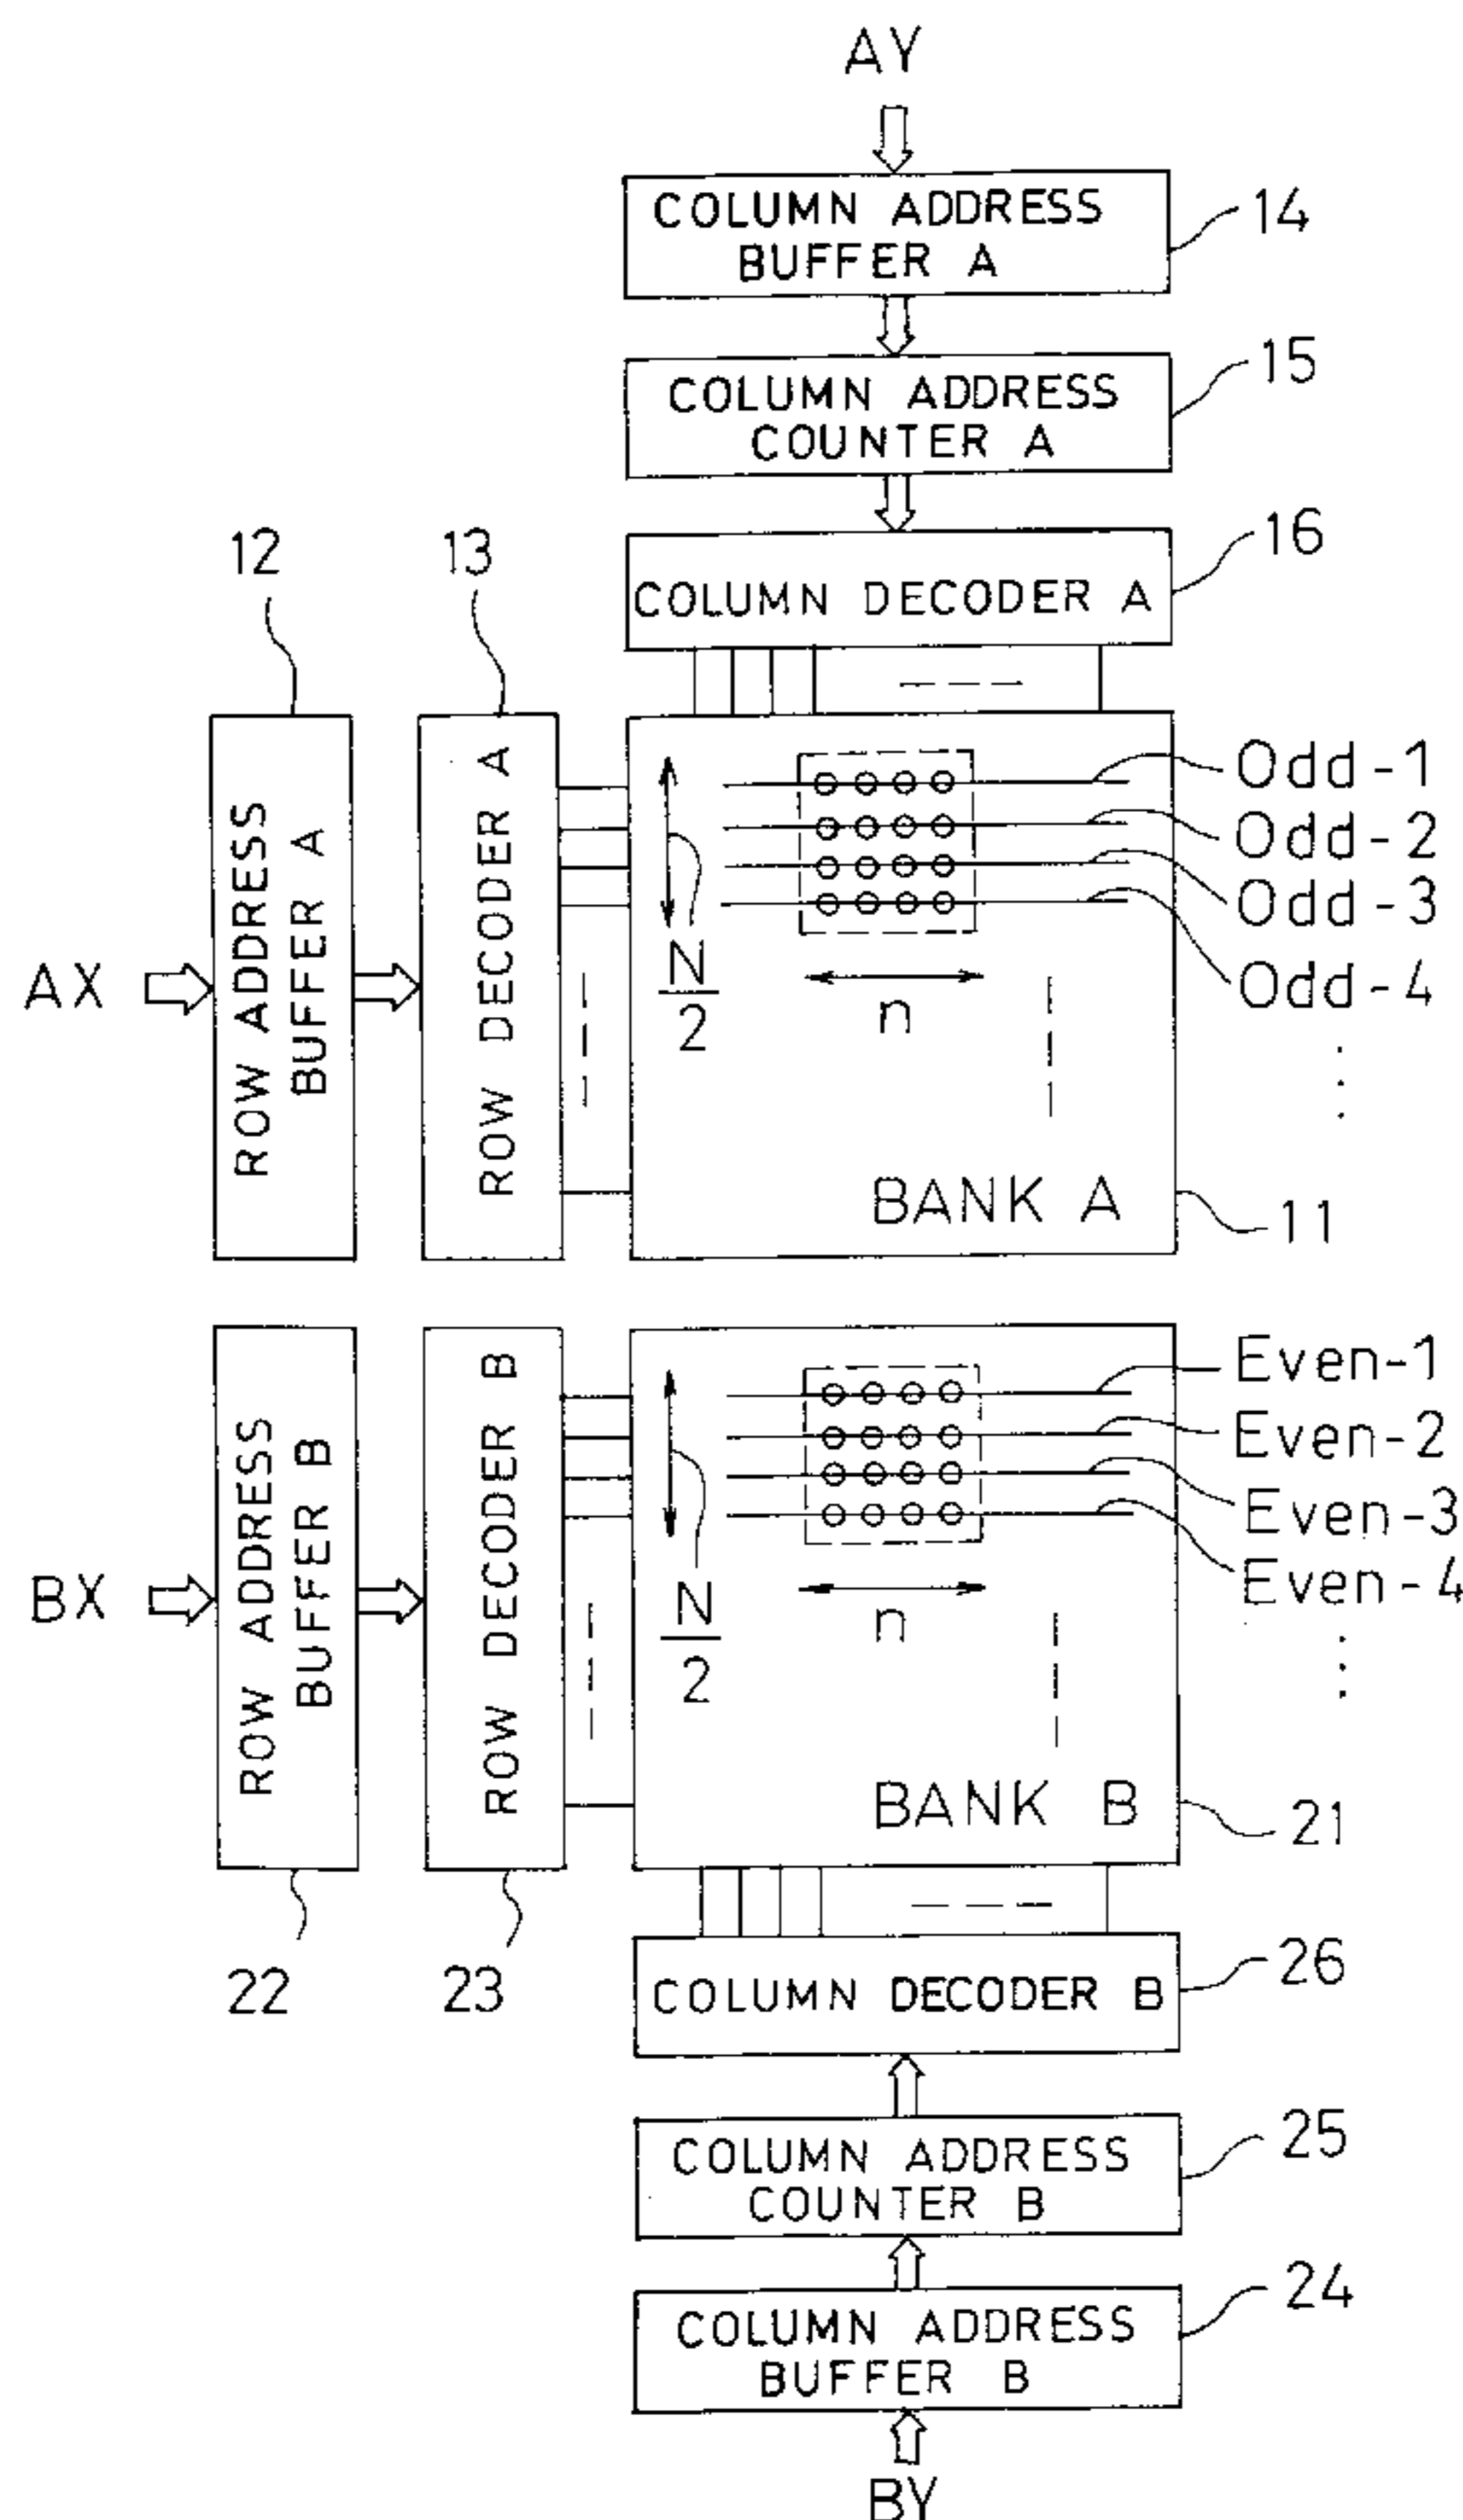 AY
COLUMN ADDRESS
BUFFER A
14
COLUMN ADDRESS
COUNTER A
15
COLUMN DECODER A
16
12
13
AX
ROW ADDRESS
BUFFER A
ROW DECODER A
N
2
n
Odd-1
Odd-2
Odd-3
Odd-4
BANK A
11
BX
ROW ADDRESS
BUFFER B
ROW DECODER B
N
2
n
Even-1
Even-2
Even-3
Even-4
BANK B
21
22
23
COLUMN DECODER B
26
COLUMN ADDRESS
COUNTER B
25
COLUMN ADDRESS
BUFFER B
24
BY